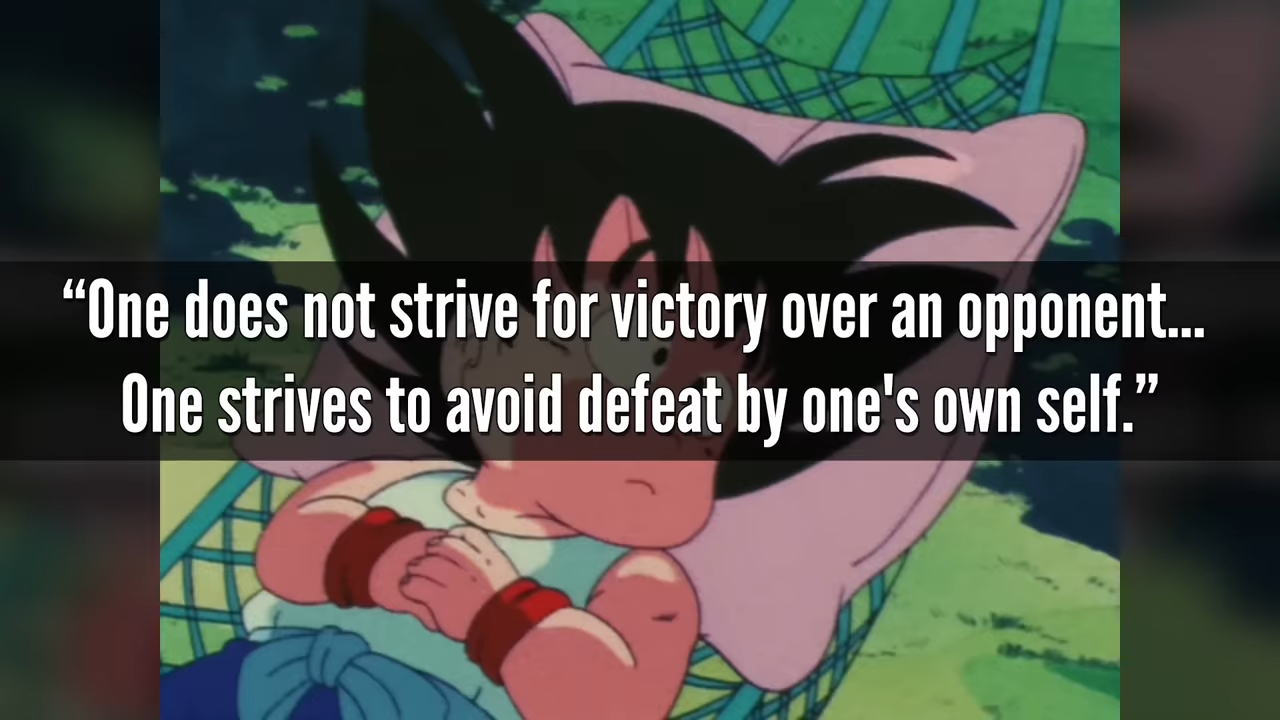 “One does not strive for victory over an opponent...
One strives to avoid defeat by one's own self.”